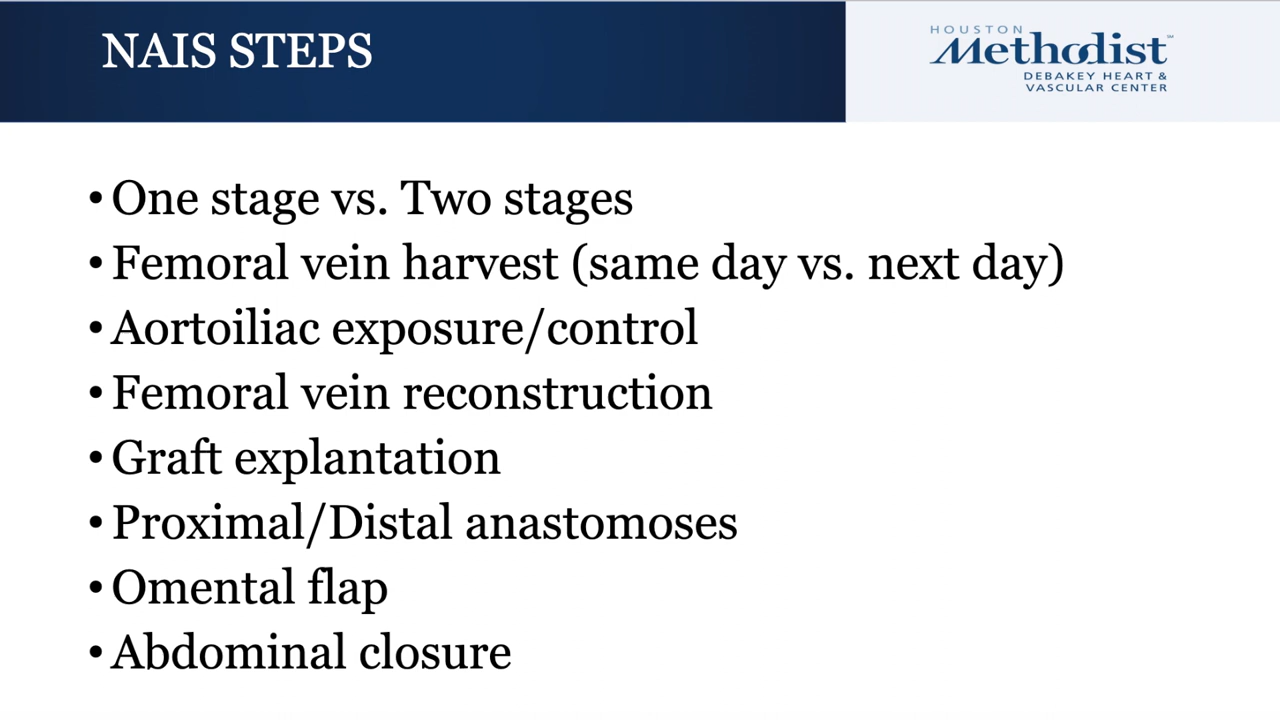 NAIS STEPS
HOUSTON
Methodist
DEBAKEY HEART &
VASCULAR CENTER
• One stage vs. Two stages
• Femoral vein harvest (same day vs. next day)
• Aortoiliac exposure/control
• Femoral vein reconstruction
• Graft explantation
• Proximal/Distal anastomoses
• Omental flap
• Abdominal closure